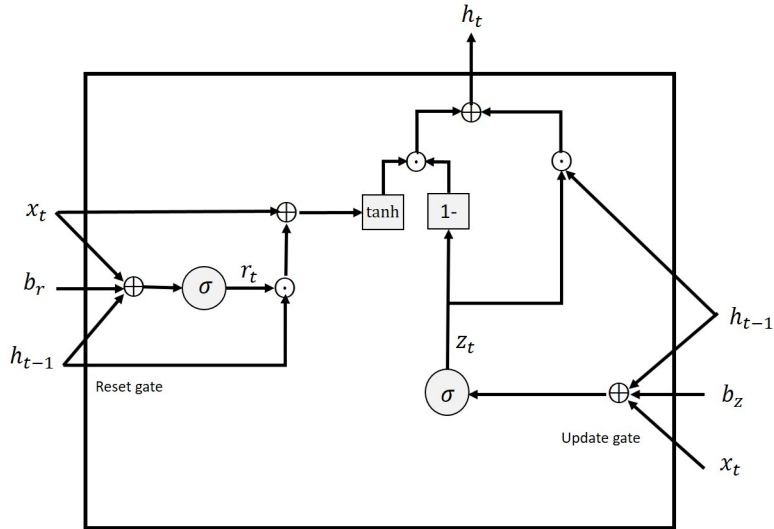 h_t
tanh
1-
x_t
b_r
σ
r_t
h_{t-1}
Reset gate
z_t
σ
h_{t-1}
b_z
Update gate
x_t